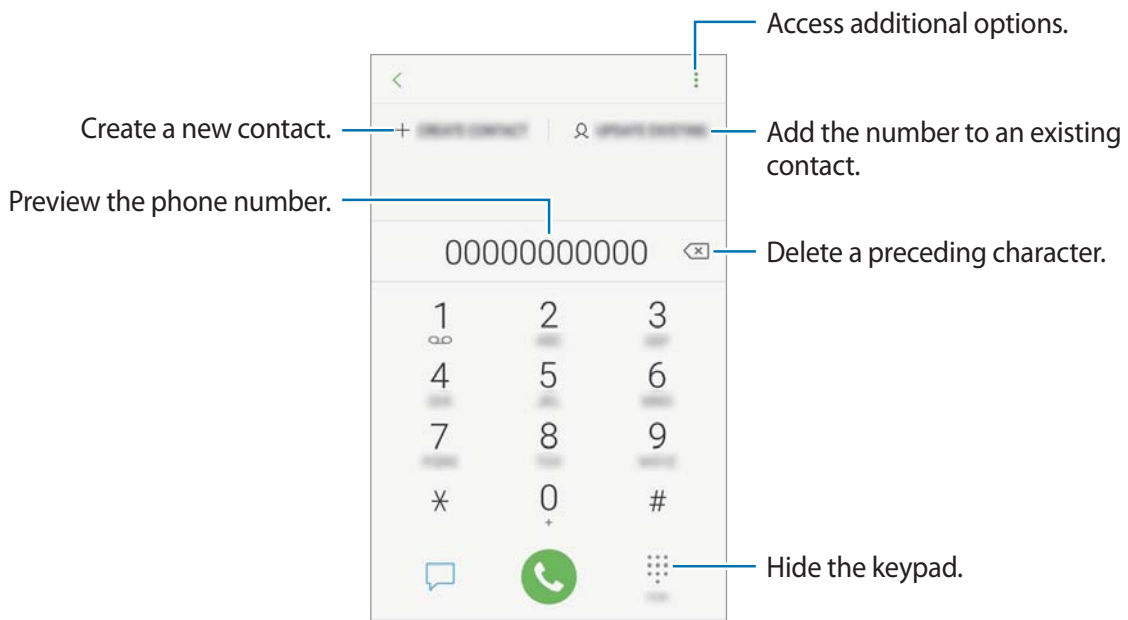 Access additional options.
Create a new contact.
Add the number to an existing
contact.
Preview the phone number.
00000000000
Delete a preceding character.
1 2 3
4 5 6
7 8 9
* 0 #
+
Hide the keypad.